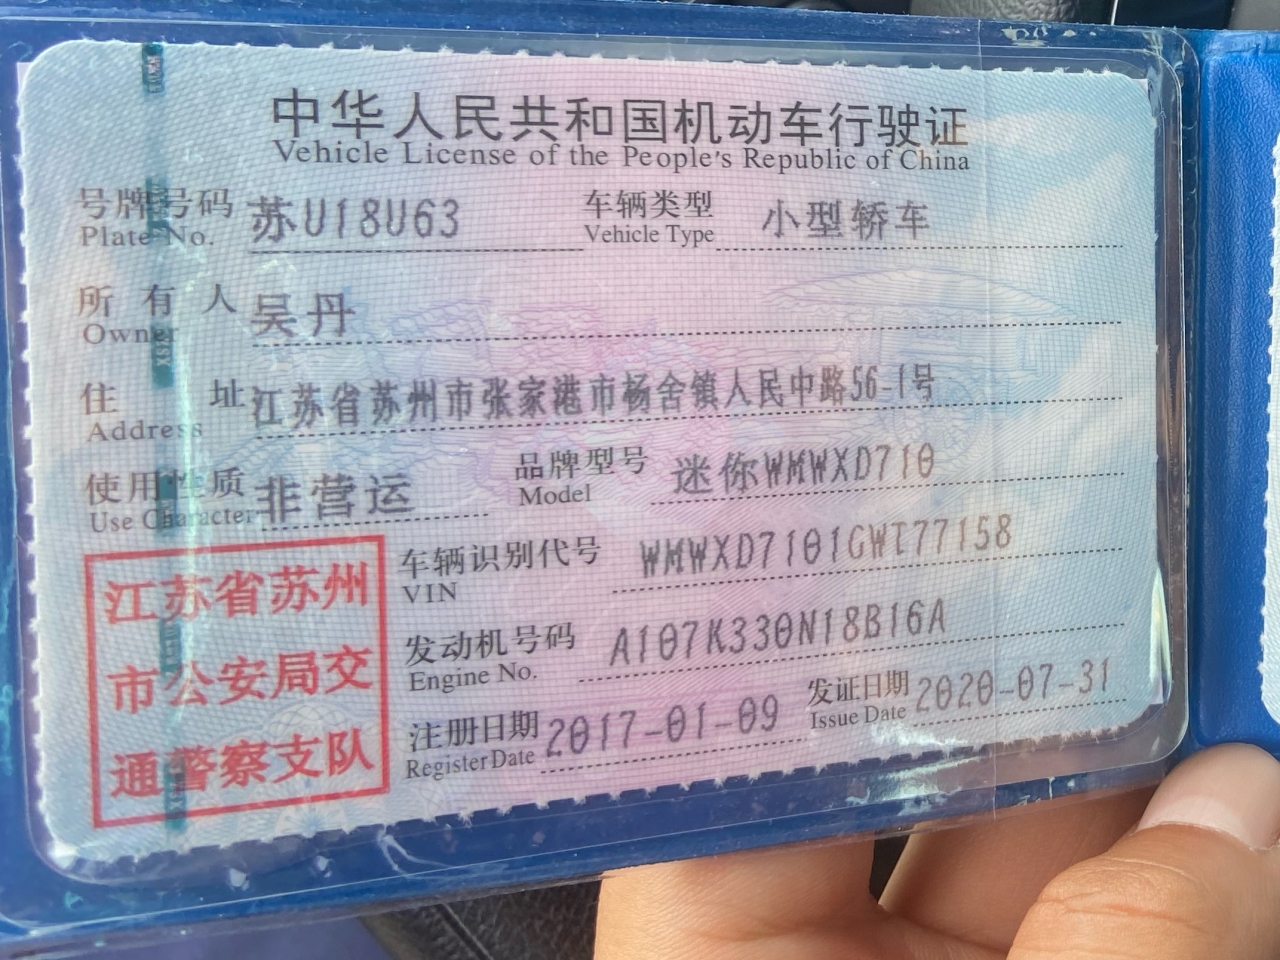 中华人民共和国机动车行驶证
Vehicle License of the People's Republic of China
号牌号码 苏U18U63 车辆类型 小型轿车
Plate No. Vehicle Type
所有人 吴丹
Owner
住址 江苏省苏州市张家港市杨舍镇人民中路56-1号
Address
使用性质 非营运 品牌型号 迷你WMWXD710
Use Character Model
江苏省苏州
市公安局交
通警察支队
车辆识别代号 WMWXD7101GWT77158
VIN
发动机号码 A107K330N18B16A
Engine No.
注册日期 2017-01-09 发证日期 2020-07-31
Register Date Issue Date